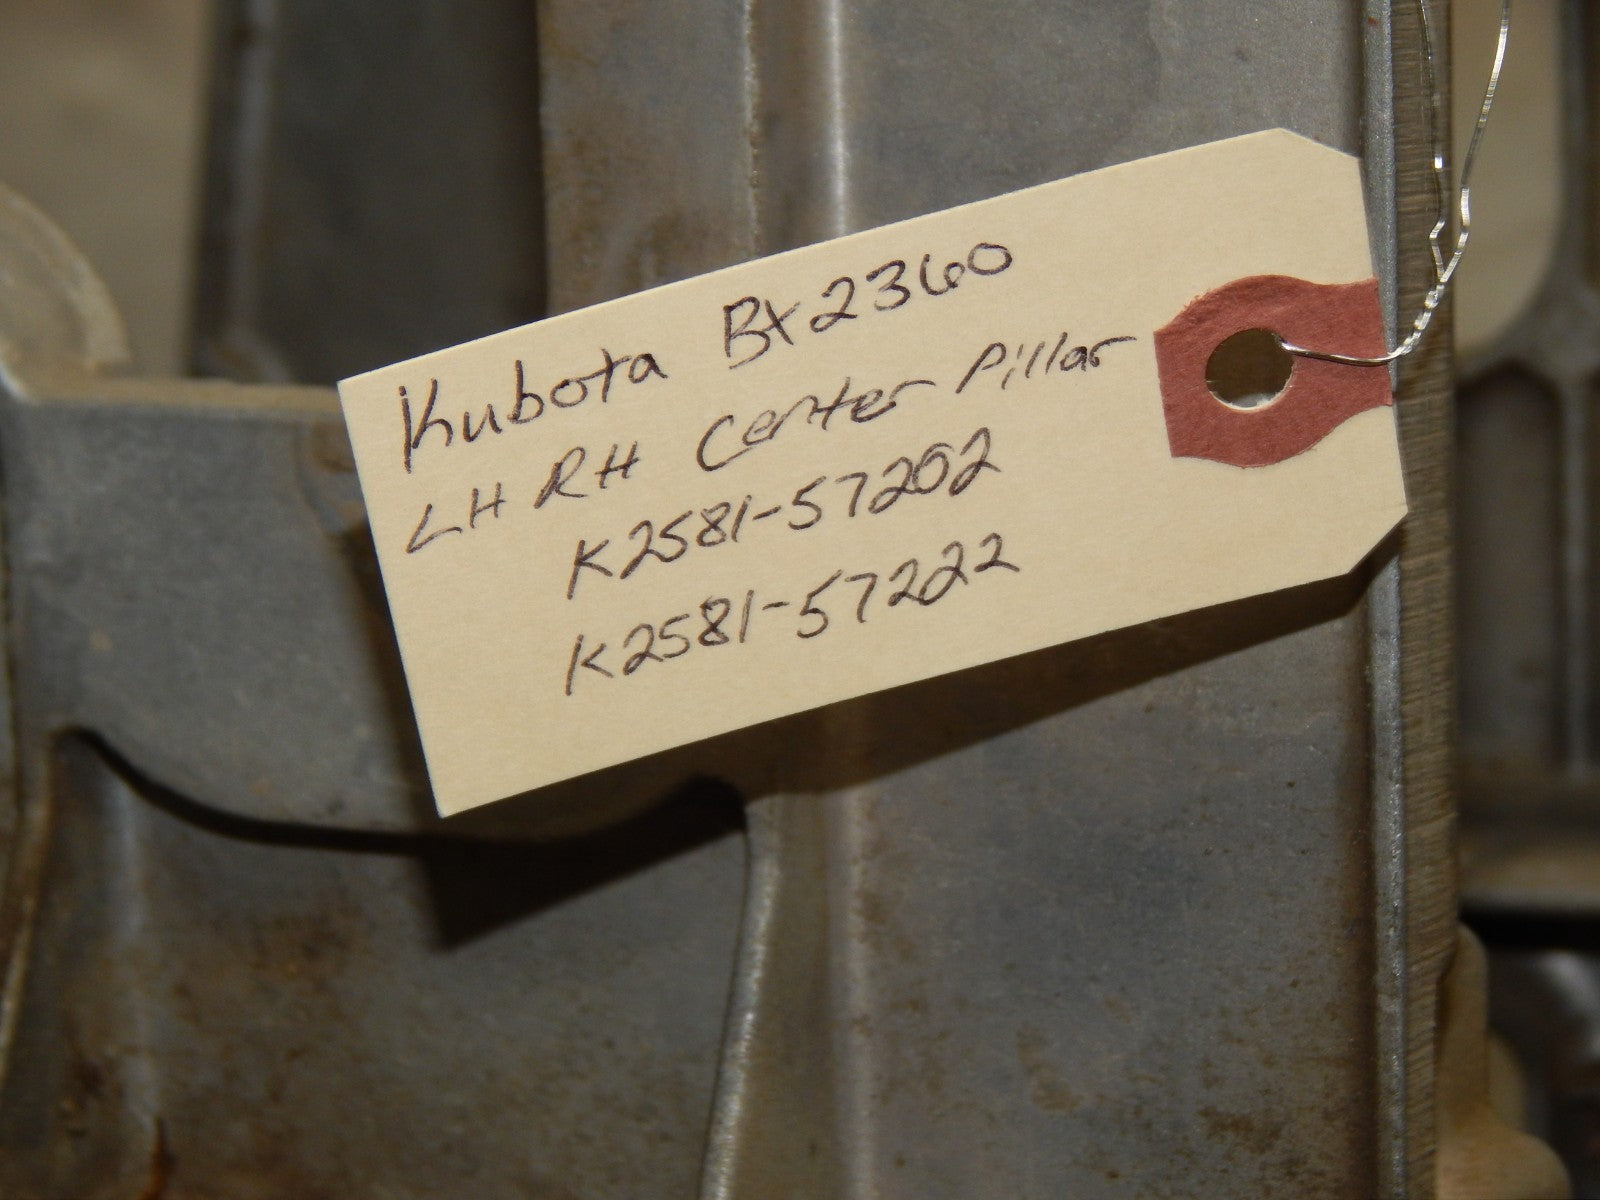 Kubota Bx2360
LH RH Center Pillar
K2581-57202
K2581-57222